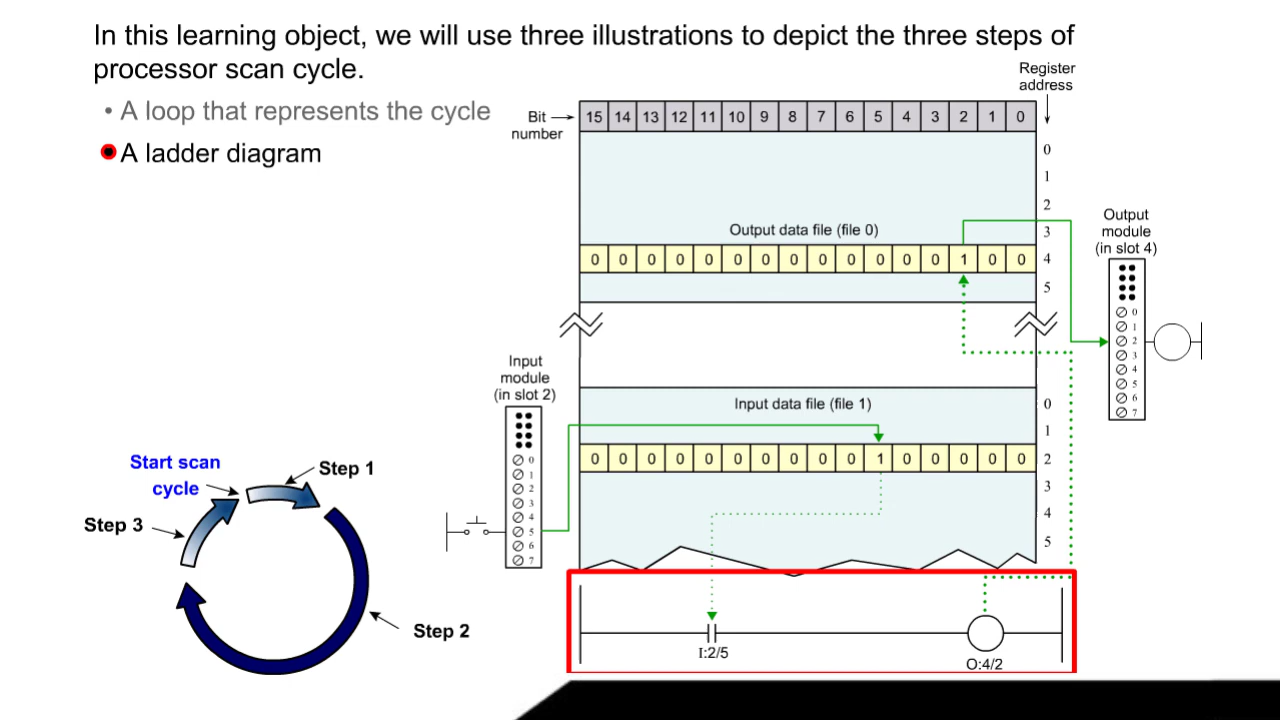 In this learning object, we will use three illustrations to depict the three steps of
processor scan cycle.
• A loop that represents the cycle
• A ladder diagram
Register
address
Bit
number
15 14 13 12 11 10 9 8 7 6 5 4 3 2 1 0
0
1
2
Output data file (file 0)
3
0 0 0 0 0 0 0 0 0 0 0 0 0 1 0 0
4
5
Output
module
(in slot 4)
0
1
2
3
4
5
6
7
Input
module
(in slot 2)
0
1
2
3
4
5
6
7
Input data file (file 1)
0
1
0 0 0 0 0 0 0 0 0 0 1 0 0 0 0 0
2
3
4
5
Start scan
cycle
Step 1
Step 3
Step 2
I:2/5
O:4/2